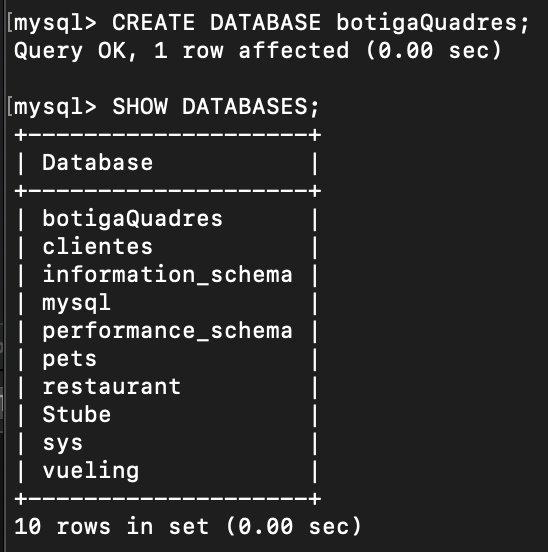 [mysql> CREATE DATABASE botigaQuadres;
Query OK, 1 row affected (0.00 sec)
[mysql> SHOW DATABASES;
+--------------------+
| Database           |
+--------------------+
| botigaQuadres      |
| clientes           |
| information_schema |
| mysql              |
| performance_schema |
| pets               |
| restaurant         |
| Stube              |
| sys                |
| vueling            |
+--------------------+
10 rows in set (0.00 sec)